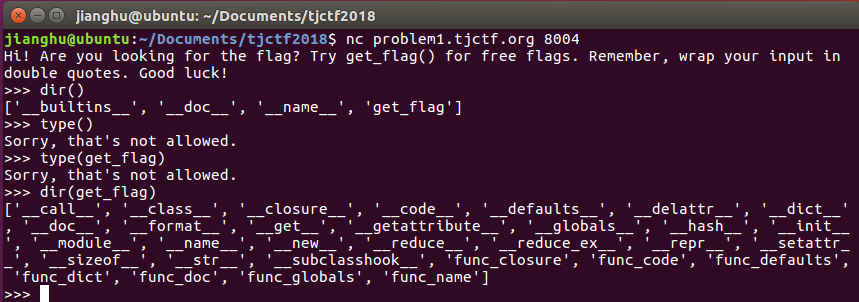 jianghu@ubuntu: ~/Documents/tjctf2018
jianghu@ubuntu:~/Documents/tjctf2018$ nc problem1.tjctf.org 8004
Hi! Are you looking for the flag? Try get_flag() for free flags. Remember, wrap your input in
double quotes. Good luck!
>>> dir()
['__builtins__', '__doc__', '__name__', 'get_flag']
>>> type()
Sorry, that's not allowed.
>>> type(get_flag)
Sorry, that's not allowed.
>>> dir(get_flag)
['__call__', '__class__', '__closure__', '__code__', '__defaults__', '__delattr__', '__dict__'
, '__doc__', '__format__', '__get__', '__getattribute__', '__globals__', '__hash__', '__init__
', '__module__', '__name__', '__new__', '__reduce__', '__reduce_ex__', '__repr__', '__setattr_
_', '__sizeof__', '__str__', '__subclasshook__', 'func_closure', 'func_code', 'func_defaults',
 'func_dict', 'func_doc', 'func_globals', 'func_name']
>>>